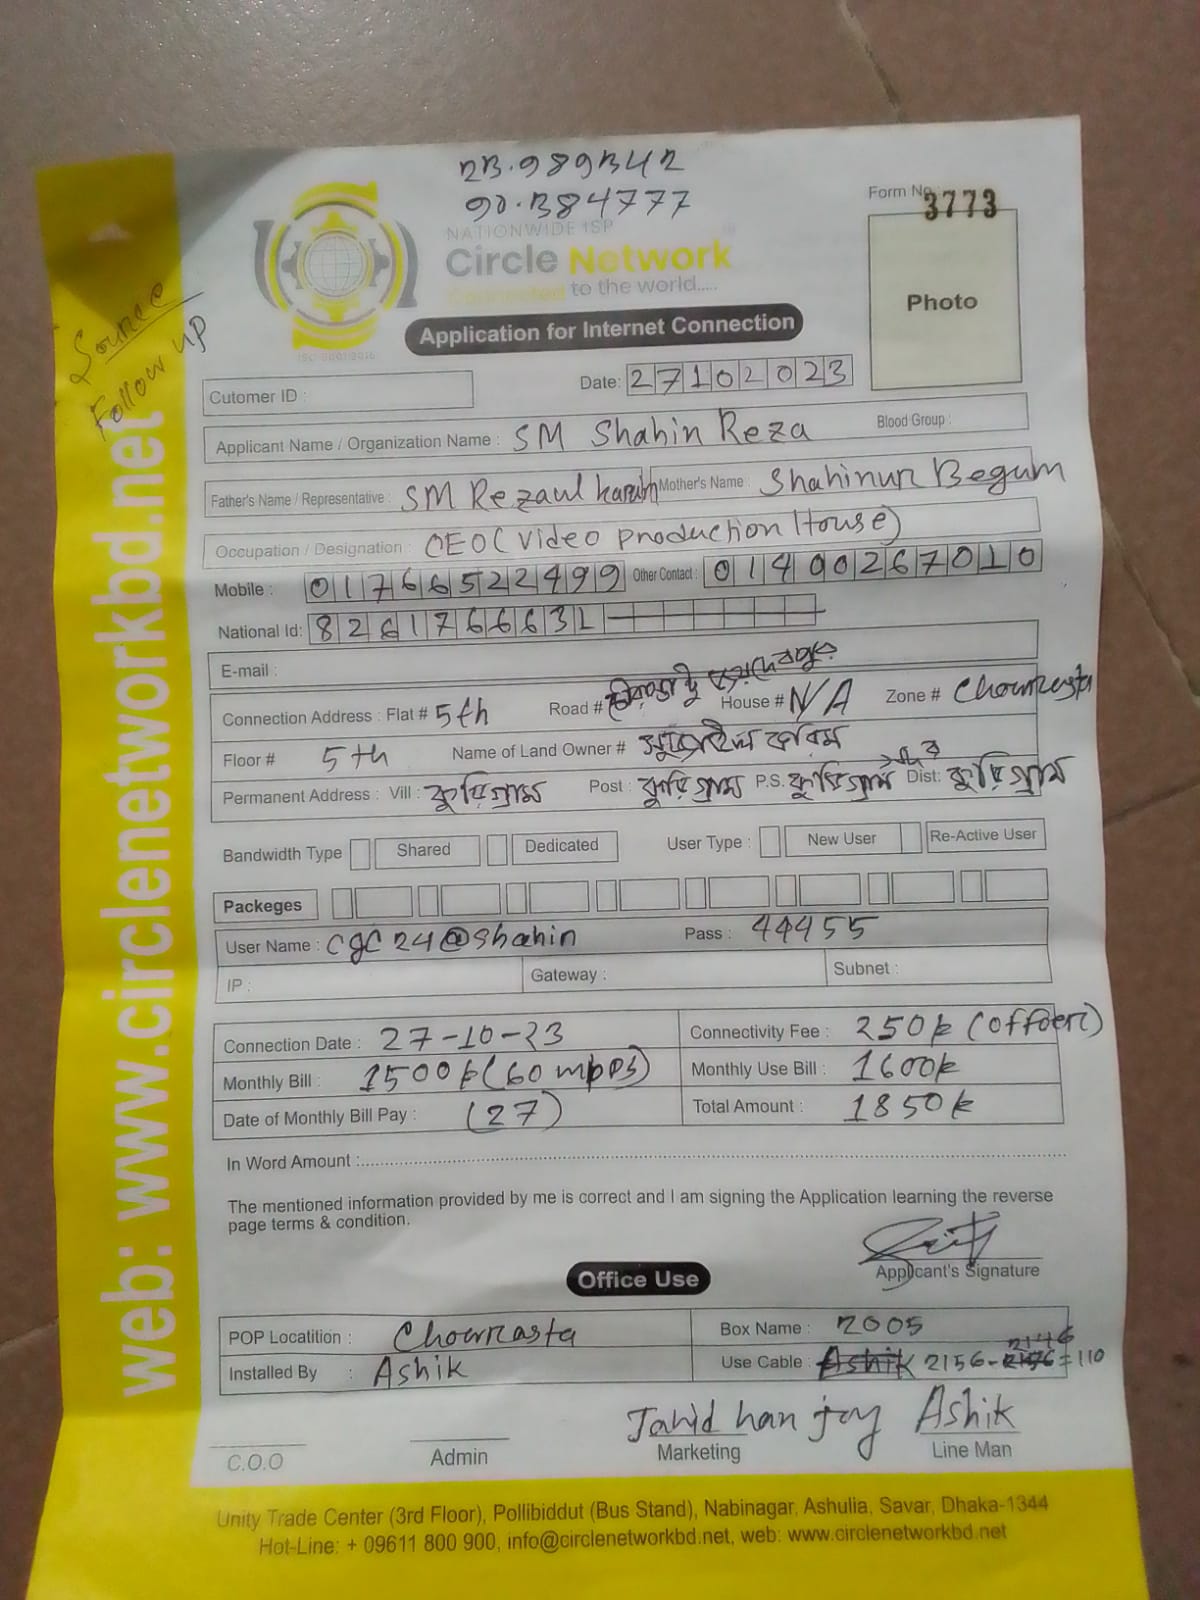 23.989342
90.384777
Form No 3773
NATIONWIDE ISP
Circle Network
Connected to the world.....
Photo
Application for Internet Connection
Source
Follow up
Cutomer ID :
Date: 27102023
Applicant Name / Organization Name : SM Shahin Reza Blood Group :
Father's Name / Representative : SM Rezaul karim Mother's Name : Shahinur Begum
Occupation / Designation : CEO (Video production House)
Mobile : 01766522499 Other Contact : 01400267010
National Id: 8261766631
E-mail :
Connection Address : Flat # 5th Road # House # N/A Zone # Chowrasta
Floor # 5th Name of Land Owner #
Permanent Address : Vill : কুরিগ্রাম Post : কুরিগ্রাম P.S. কুরিগ্রাম সদর Dist: কুরিগ্রাম
Bandwidth Type Shared Dedicated User Type : New User Re-Active User
Packeges
User Name : cgc24@shahin Pass : 44455
IP : Gateway : Subnet :
Connection Date : 27-10-23 Connectivity Fee : 250 (offer)
Monthly Bill : 1500 (60 mbps) Monthly Use Bill : 1600
Date of Monthly Bill Pay : (27) Total Amount : 1850
In Word Amount :
The mentioned information provided by me is correct and I am signing the Application learning the reverse
page terms & condition.
Applicant's Signature
Office Use
POP Locatition : Chowrasta Box Name : 2005
Installed By : Ashik Use Cable : Ashik 2156-2146=110
Jahid han joy Ashik
C.O.O Admin Marketing Line Man
Unity Trade Center (3rd Floor), Pollibiddut (Bus Stand), Nabinagar, Ashulia, Savar, Dhaka-1344
Hot-Line: + 09611 800 900, info@circlenetworkbd.net, web: www.circlenetworkbd.net
web: www.circlenetworkbd.net